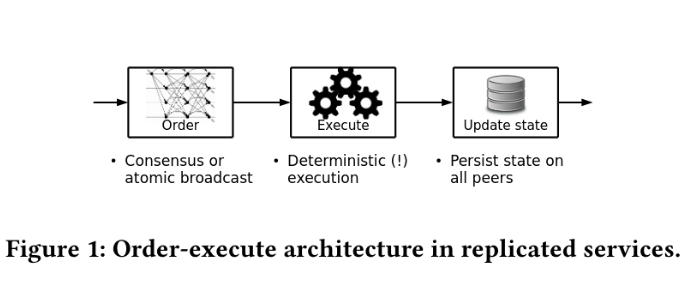 Order
Execute
Update state
• Consensus or
atomic broadcast
• Deterministic (!)
execution
• Persist state on
all peers
Figure 1: Order-execute architecture in replicated services.